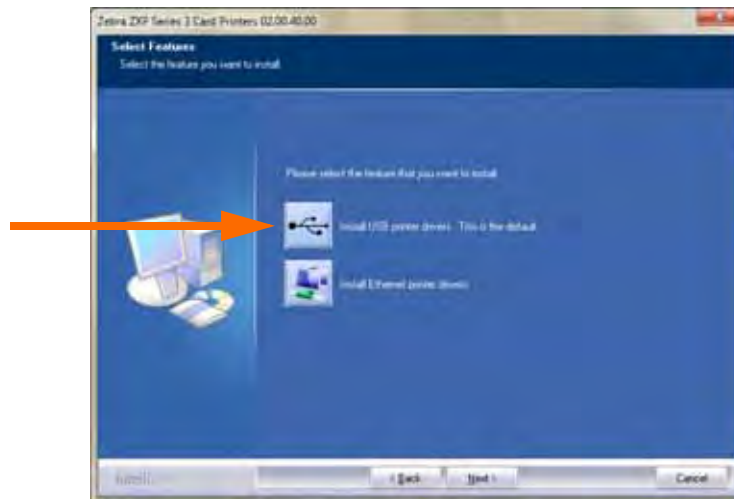 Zebra ZXP Series 3 Card Printers 02.00.40.00
Select Features
Select the feature you want to install.
Please select the feature that you want to install
Install USB printer drivers. This is the default
Install Ethernet printer drivers
< Back
Next >
Cancel